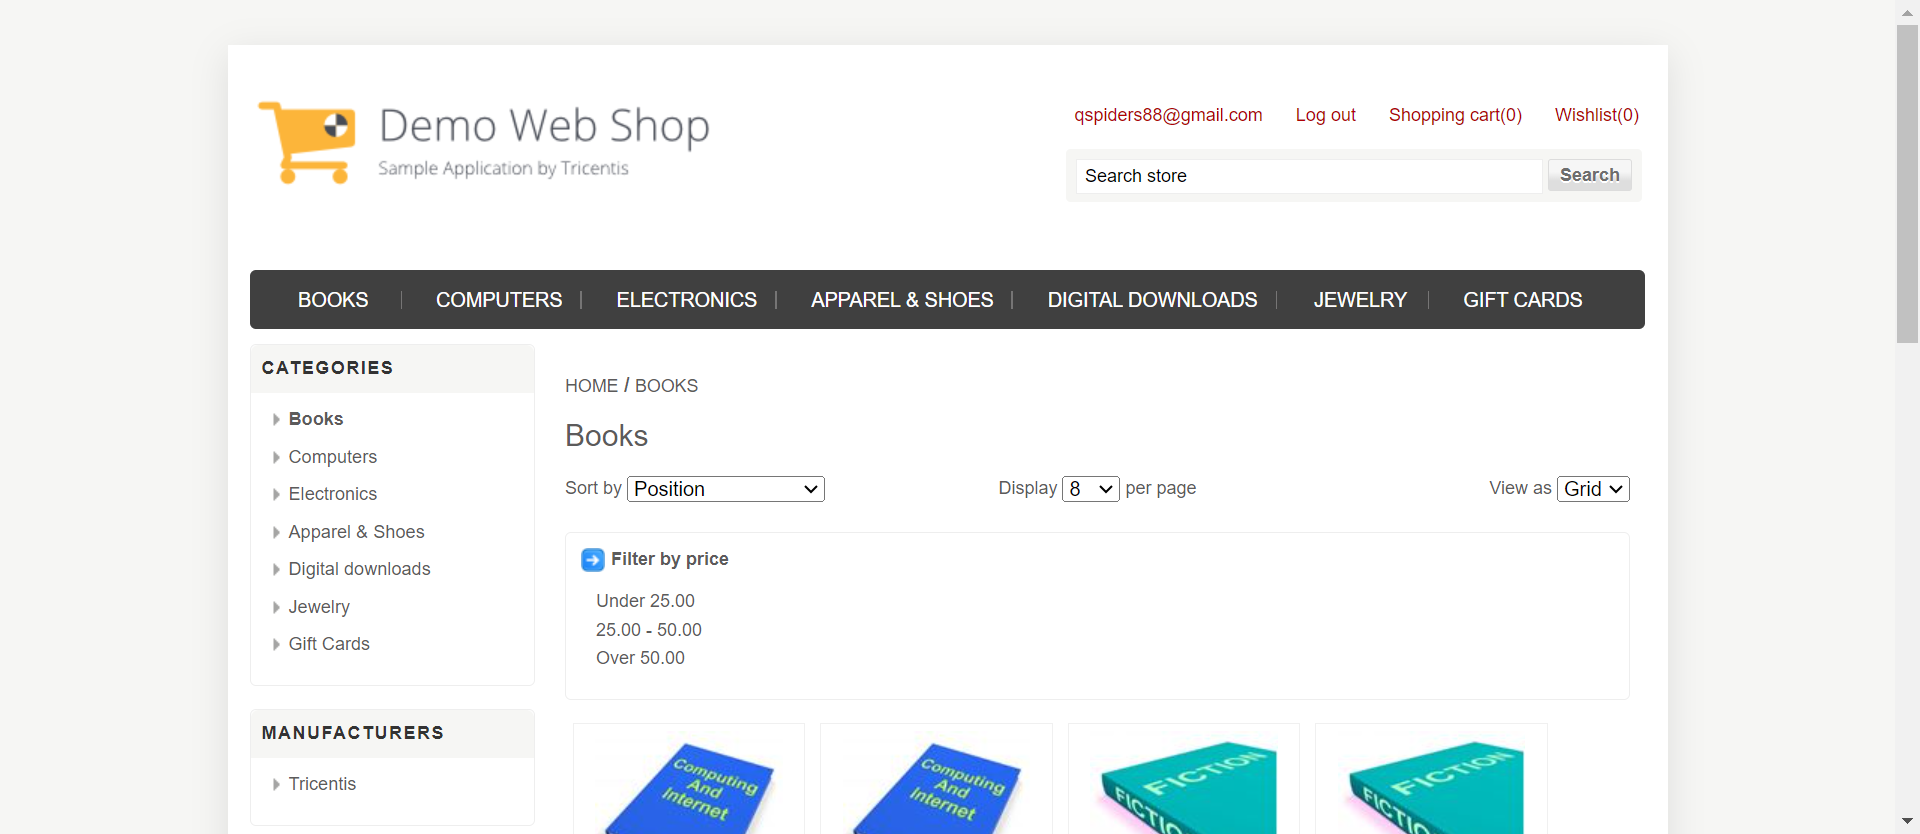 Demo Web Shop
Sample Application by Tricentis
qspiders88@gmail.com Log out Shopping cart(0) Wishlist(0)
Search store Search
BOOKS COMPUTERS ELECTRONICS APPAREL & SHOES DIGITAL DOWNLOADS JEWELRY GIFT CARDS
CATEGORIES
Books
Computers
Electronics
Apparel & Shoes
Digital downloads
Jewelry
Gift Cards
MANUFACTURERS
Tricentis
HOME / BOOKS
Books
Sort by Position Display 8 per page View as Grid
Filter by price
Under 25.00
25.00 - 50.00
Over 50.00
Computing
And
Internet
Computing
And
Internet
FICTION
FICTIO
FICTION
FICTIO